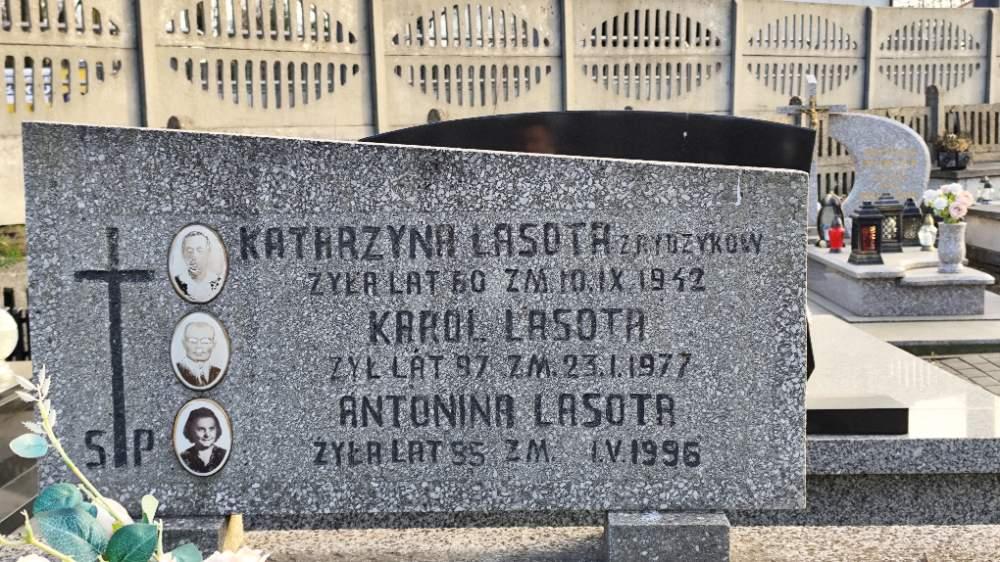 KATARZYNA LASOTA Z RYDZYKÓW
ŻYŁA LAT 60 ZM. 10.IX.1942
KAROL LASOTA
ŻYŁ LAT 97 ZM. 23.I.1977
ANTONINA LASOTA
ŻYŁA LAT 95 ZM. 1.V.1996
Ś P